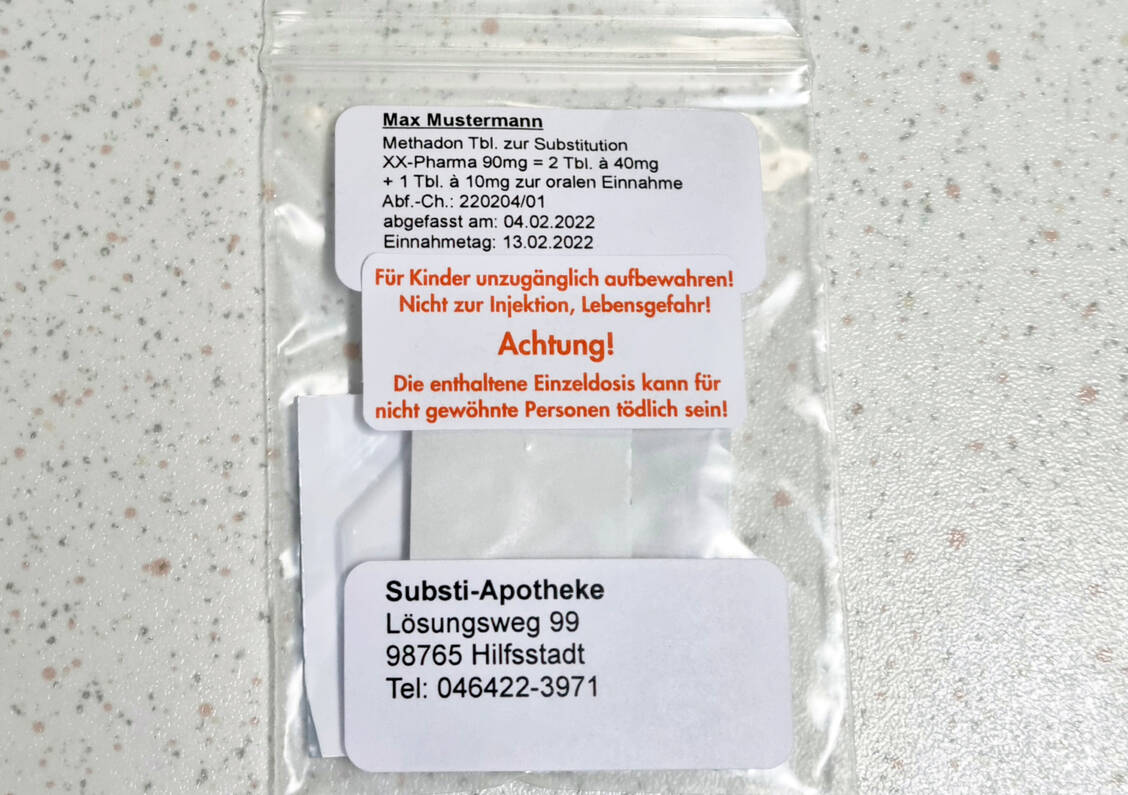 Max Mustermann
Methadon Tbl. zur Substitution
XX-Pharma 90mg = 2 Tbl. à 40mg
+ 1 Tbl. à 10mg zur oralen Einnahme
Abf.-Ch.: 220204/01
abgefasst am: 04.02.2022
Einnahmetag: 13.02.2022
Für Kinder unzugänglich aufbewahren!
Nicht zur Injektion, Lebensgefahr!
Achtung!
Die enthaltene Einzeldosis kann für
nicht gewöhnte Personen tödlich sein!
Substi-Apotheke
Lösungsweg 99
98765 Hilfsstadt
Tel: 046422-3971